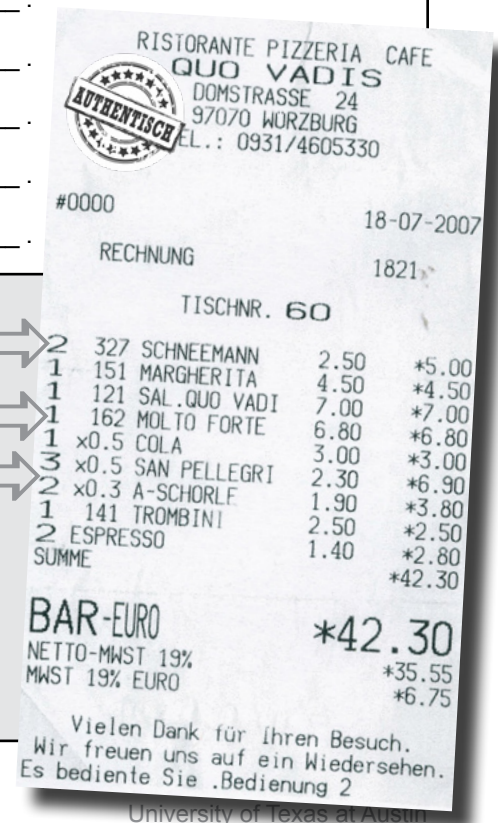 RISTORANTE PIZZERIA CAFE
QUO VADIS
DOMSTRASSE 24
97070 WORZBURG
EL.: 0931/4605330
AUTHENTISCH
#0000 18-07-2007
RECHNUNG 1821
TISCHNR. 60
2 327 SCHNEEMANN 2.50 *5.00
1 151 MARGHERITA 4.50 *4.50
1 121 SAL.QUO VADI 7.00 *7.00
1 162 MOLTO FORTE 6.80 *6.80
1 x0.5 COLA 3.00 *3.00
3 x0.5 SAN PELLEGRI 2.30 *6.90
2 x0.3 A-SCHORLE 1.90 *3.80
1 141 TROMBINI 2.50 *2.50
2 ESPRESSO 1.40 *2.80
SUMME *42.30
BAR-EURO *42.30
NETTO-MWST 19% *35.55
MWST 19% EURO *6.75
Vielen Dank für Ihren Besuch.
Wir freuen uns auf ein Wiedersehen.
Es bediente Sie .Bedienung 2
University of Texas at Austin